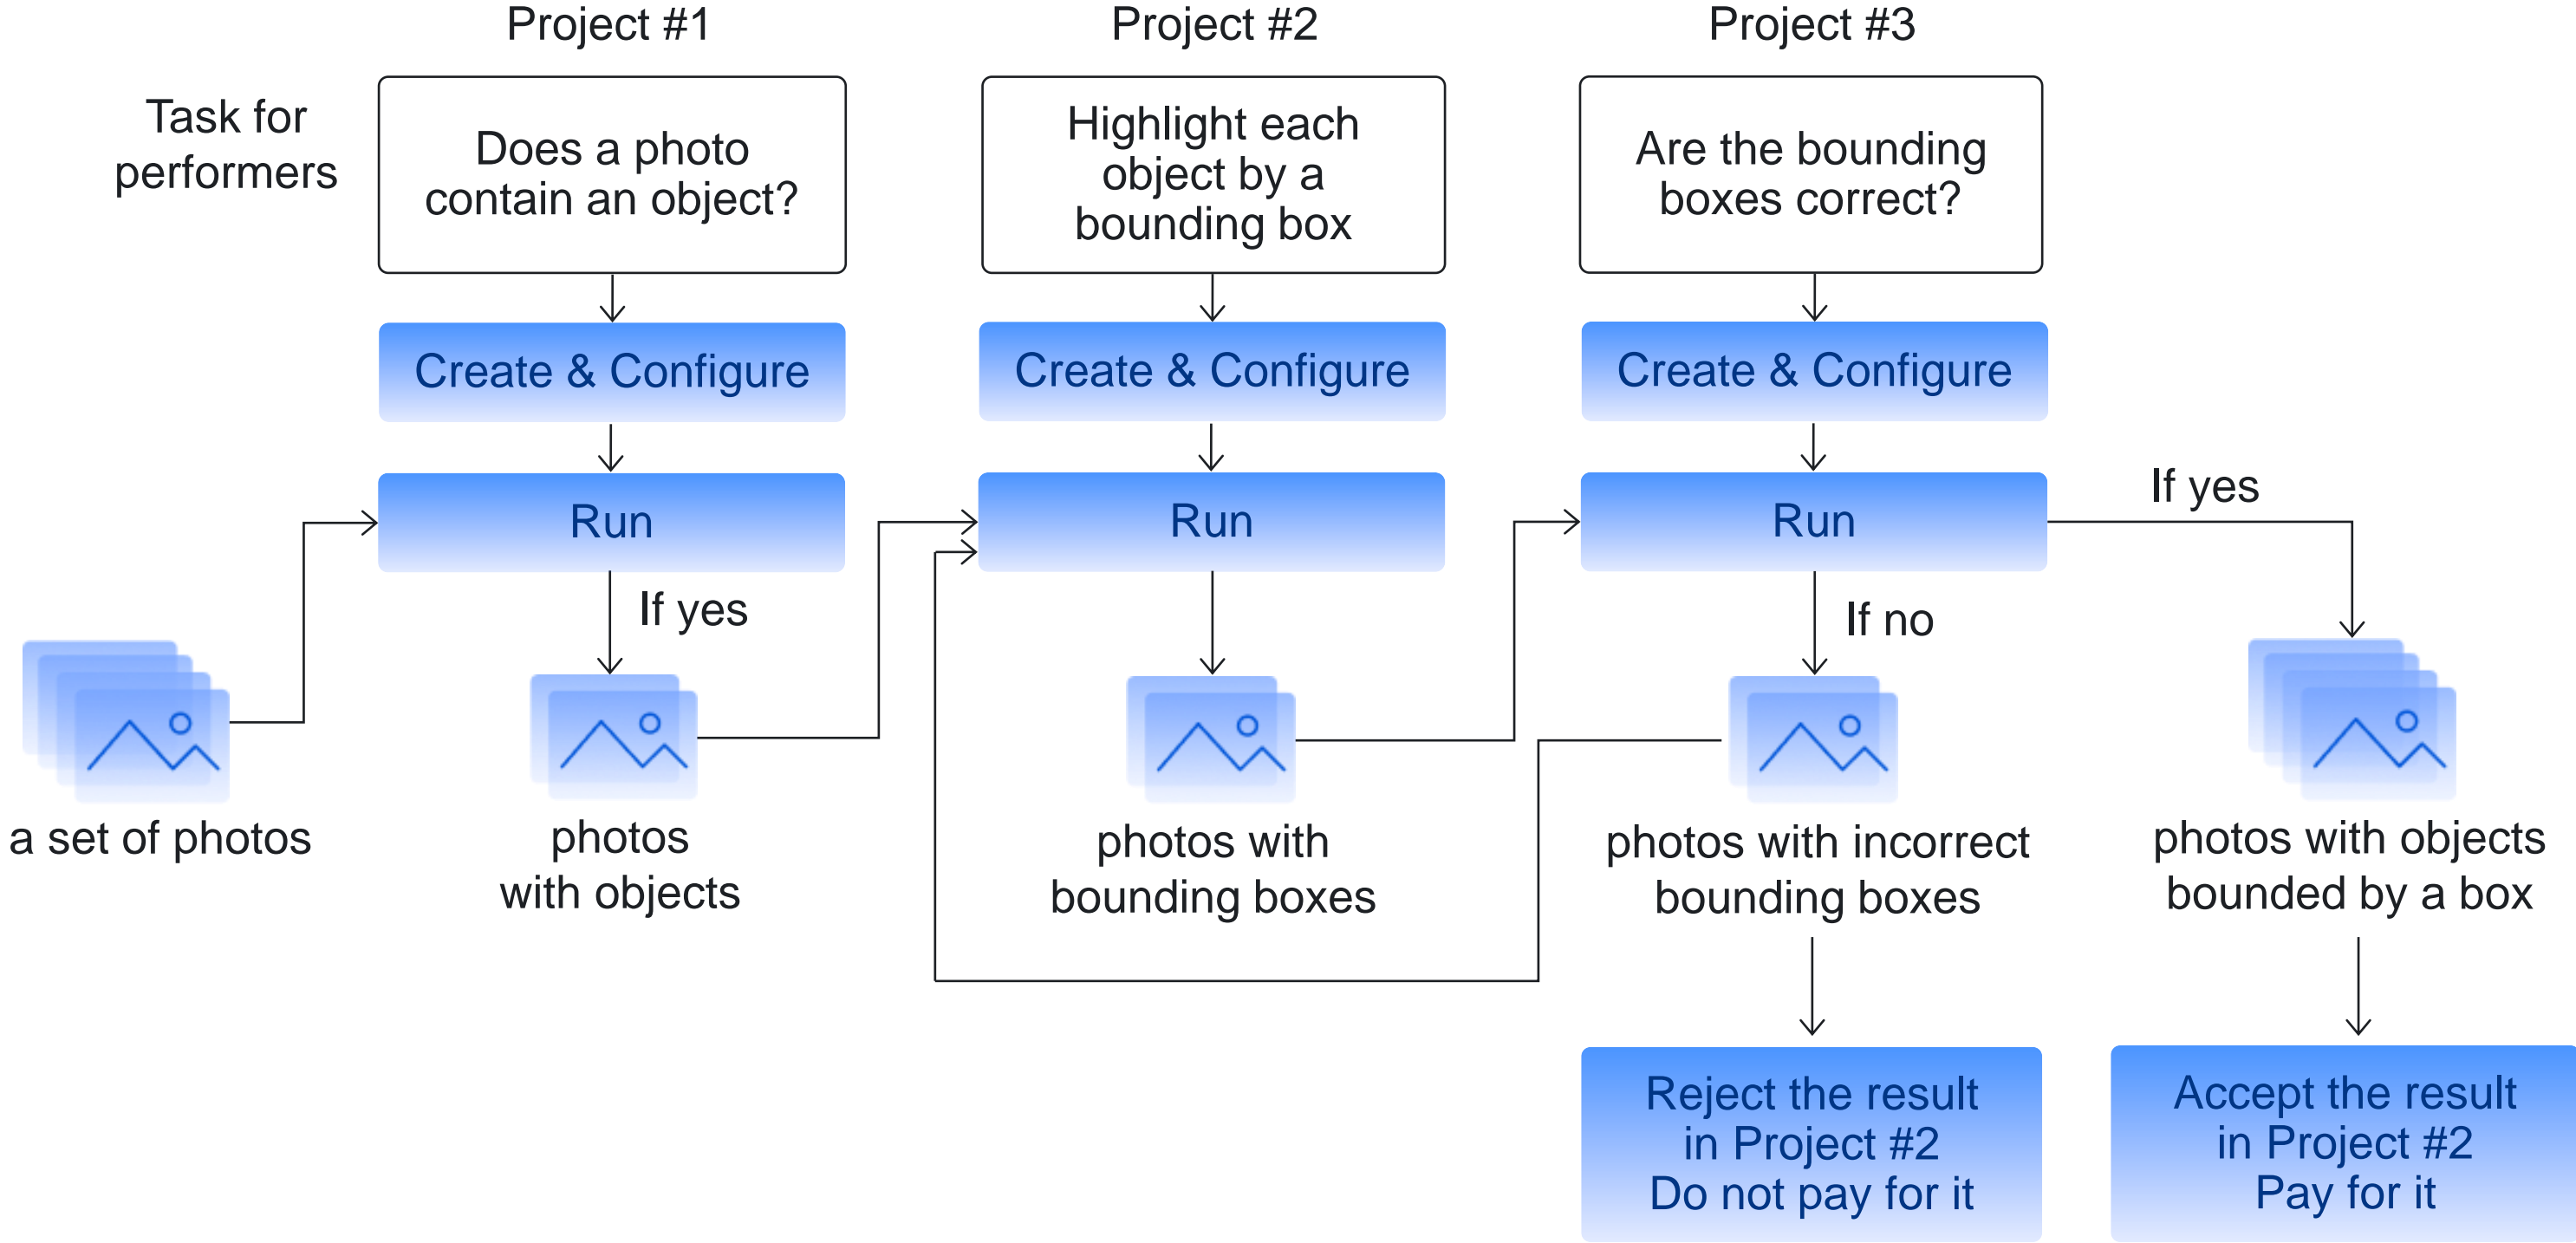 Project #1
Project #2
Project #3
Task for
performers
Does a photo
contain an object?
Highlight each
object by a
bounding box
Are the bounding
boxes correct?
Create & Configure
Create & Configure
Create & Configure
Run
Run
Run
If yes
If yes
If no
a set of photos
photos
with objects
photos with
bounding boxes
photos with incorrect
bounding boxes
photos with objects
bounded by a box
Reject the result
in Project #2
Do not pay for it
Accept the result
in Project #2
Pay for it